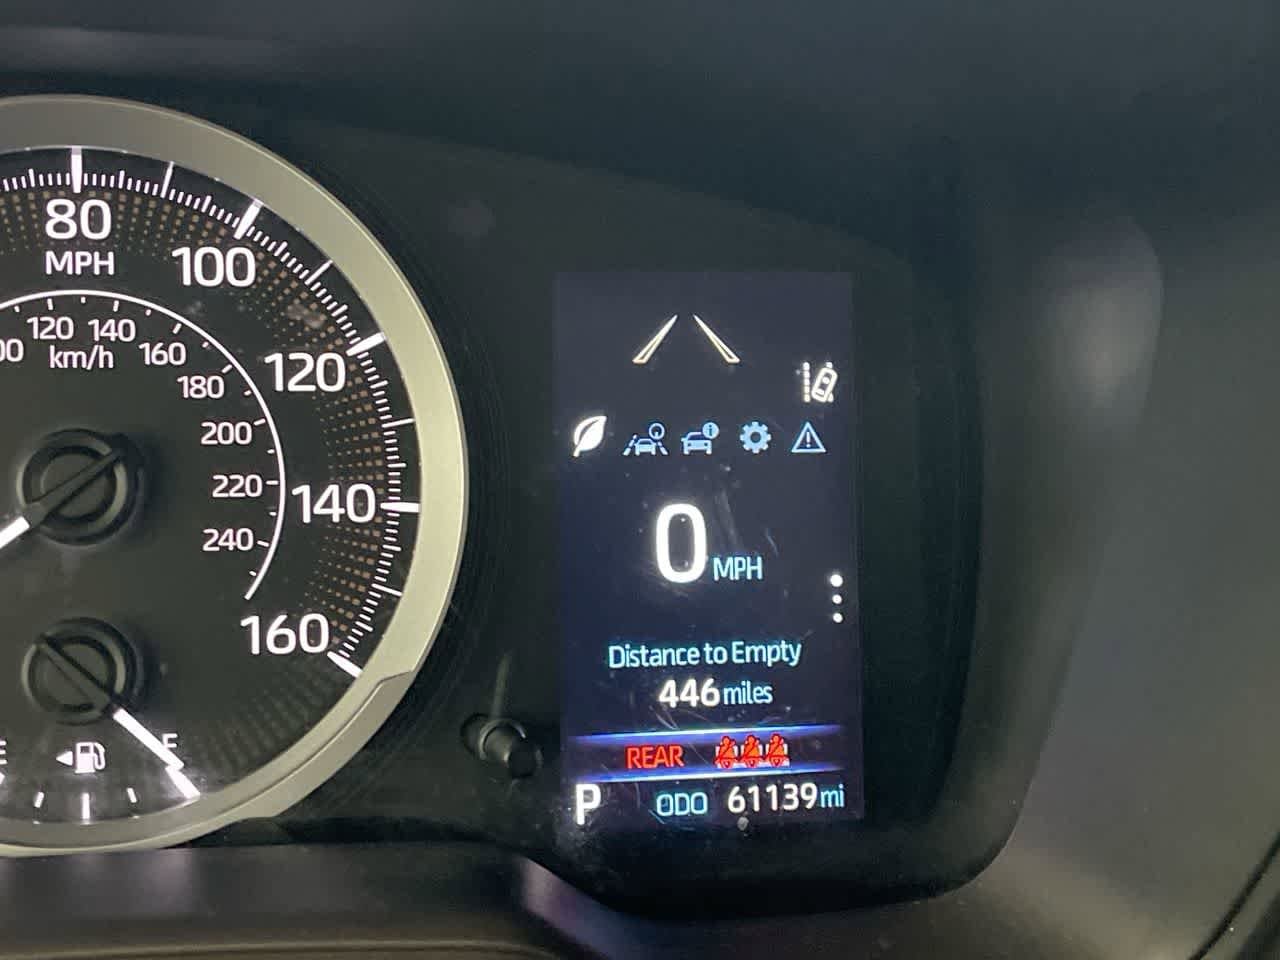 80
MPH
100
120
140
160
120 140
km/h
160
180
200
220
240
E
F
0 MPH
Distance to Empty
446 miles
REAR
P ODO 61139 mi